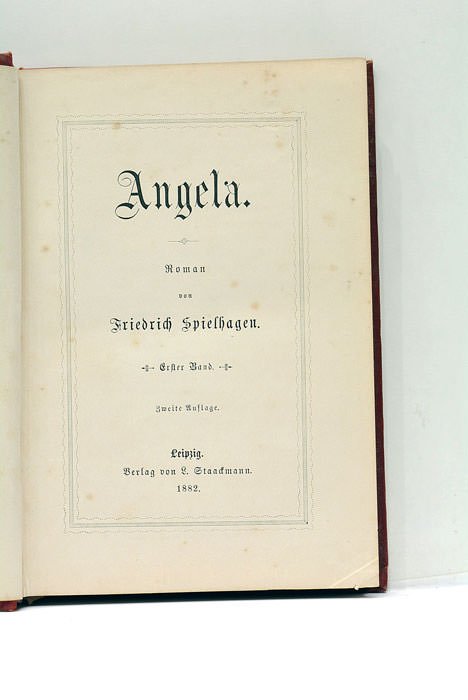 Angela.
Roman
von
Friedrich Spielhagen.
Erster Band.
Zweite Auflage.
Leipzig.
Verlag von L. Staackmann.
1882.